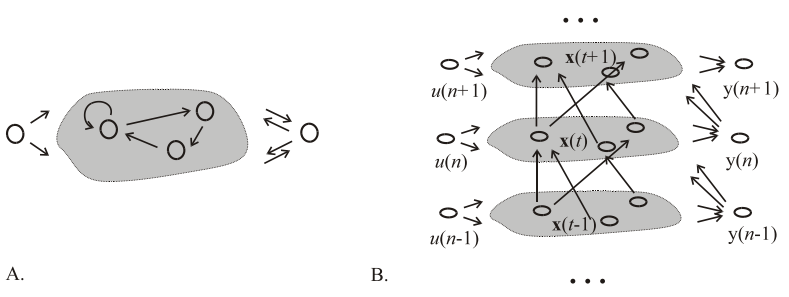 • • •
x(t+1)
u(n+1)
y(n+1)
x(t)
u(n)
y(n)
x(t-1)
u(n-1)
y(n-1)
A.
B.
• • •